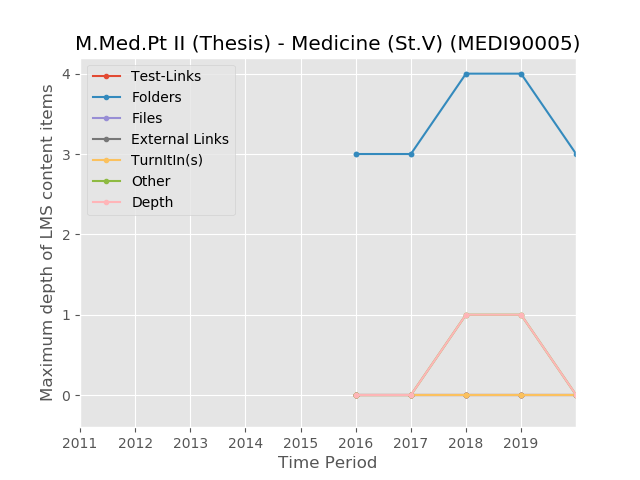 M.Med.Pt II (Thesis) - Medicine (St.V) (MEDI90005)
Test-Links
Folders
Files
External Links
TurnItIn(s)
Other
Depth
Maximum depth of LMS content items
4
3
2
1
0
2011 2012 2013 2014 2015 2016 2017 2018 2019
Time Period